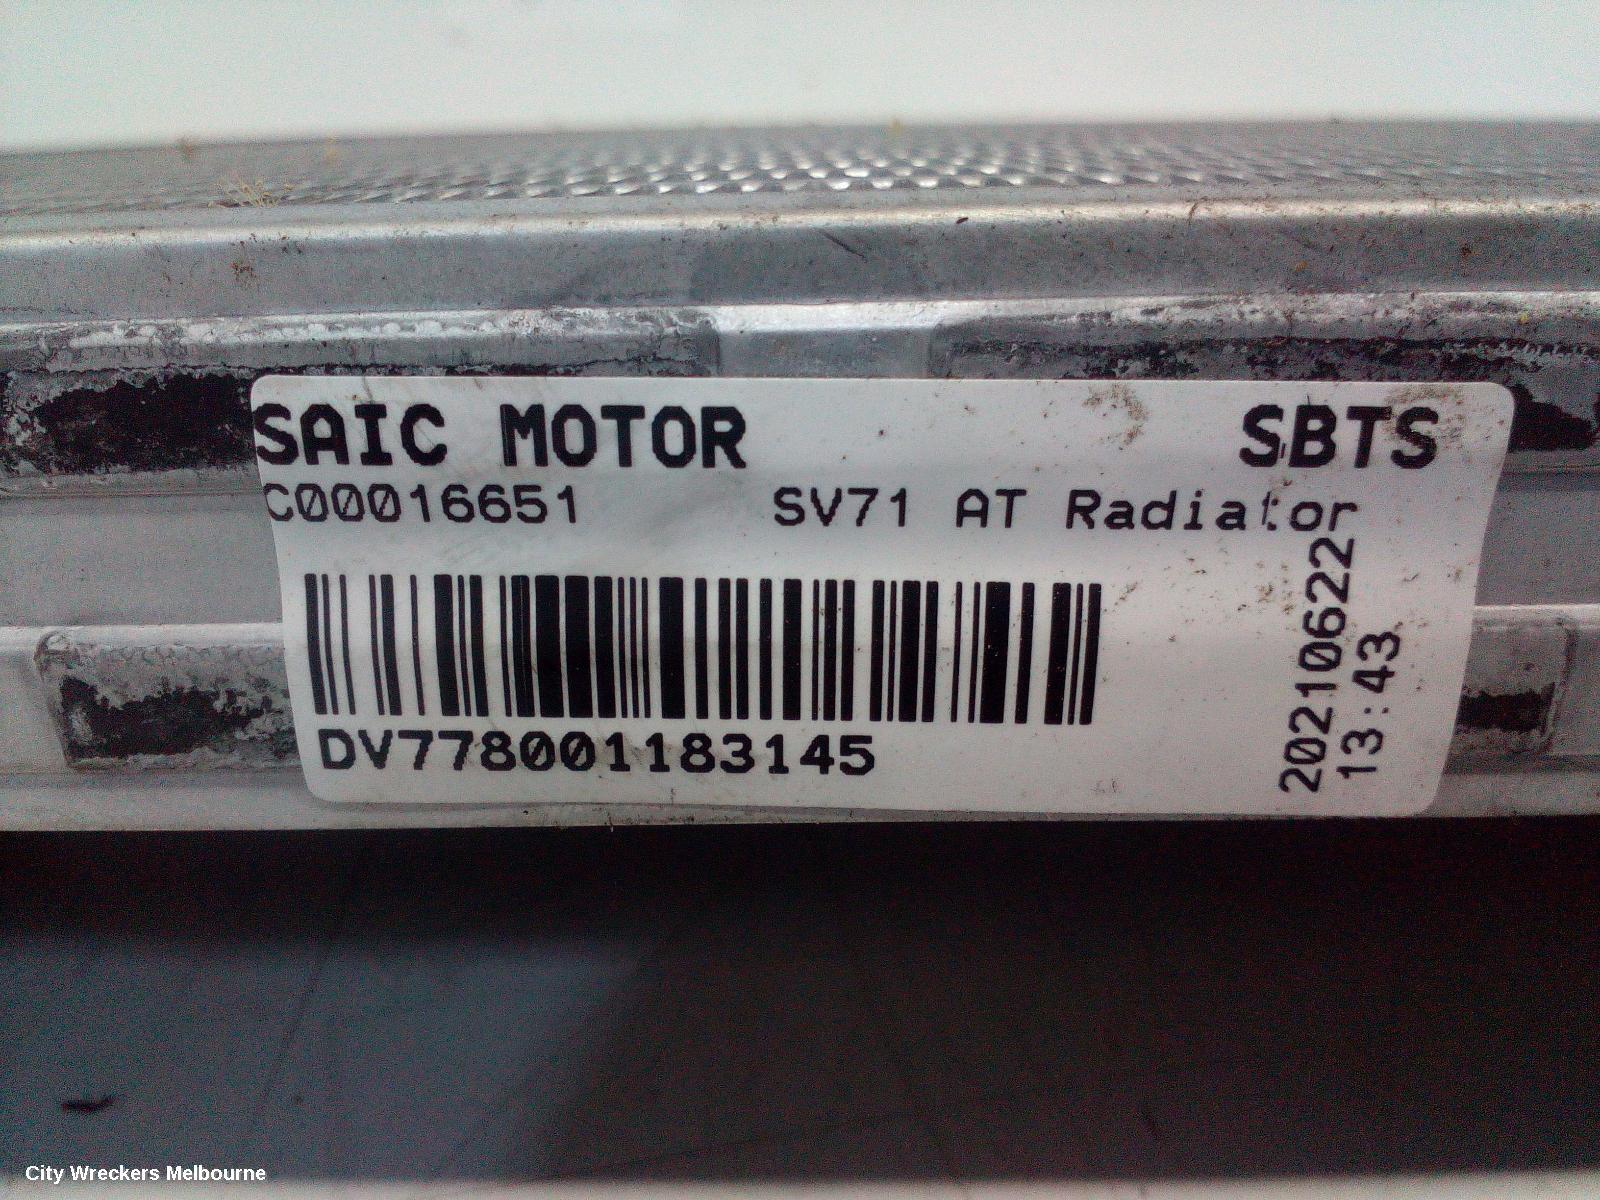 SAIC MOTOR SBTS
C00016651 SV71 AT Radiator
DV778001183145
20210622
13:43
City Wreckers Melbourne